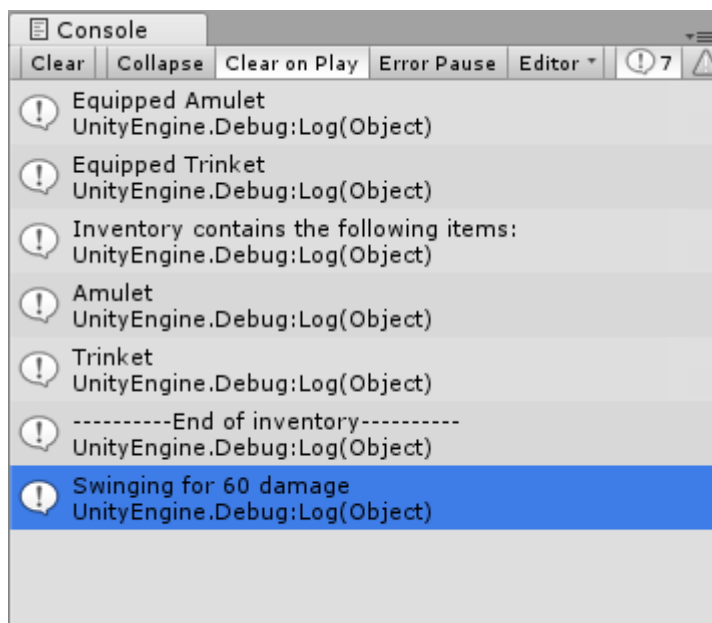 Console
Clear Collapse Clear on Play Error Pause Editor 7
Equipped Amulet
UnityEngine.Debug:Log(Object)
Equipped Trinket
UnityEngine.Debug:Log(Object)
Inventory contains the following items:
UnityEngine.Debug:Log(Object)
Amulet
UnityEngine.Debug:Log(Object)
Trinket
UnityEngine.Debug:Log(Object)
----------End of inventory----------
UnityEngine.Debug:Log(Object)
Swinging for 60 damage
UnityEngine.Debug:Log(Object)